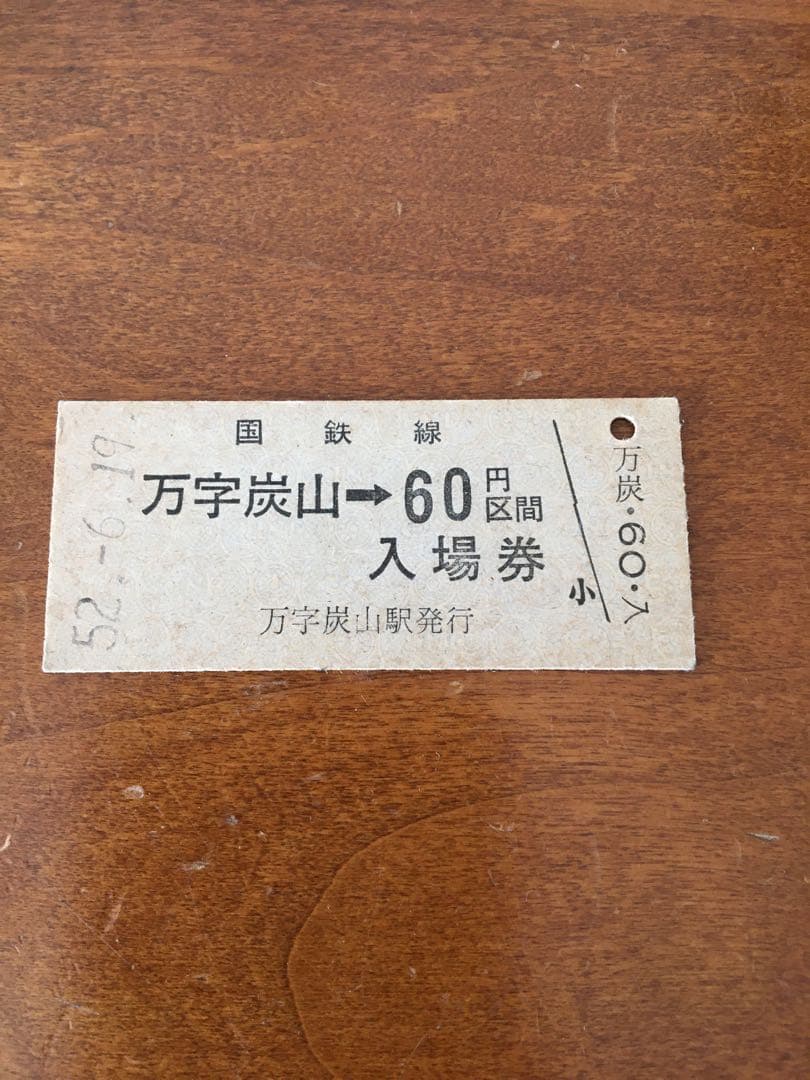 国鉄線
万字炭山➡60円区間
入場券
万字炭山駅発行
小
万炭・60・入
52.-6.19